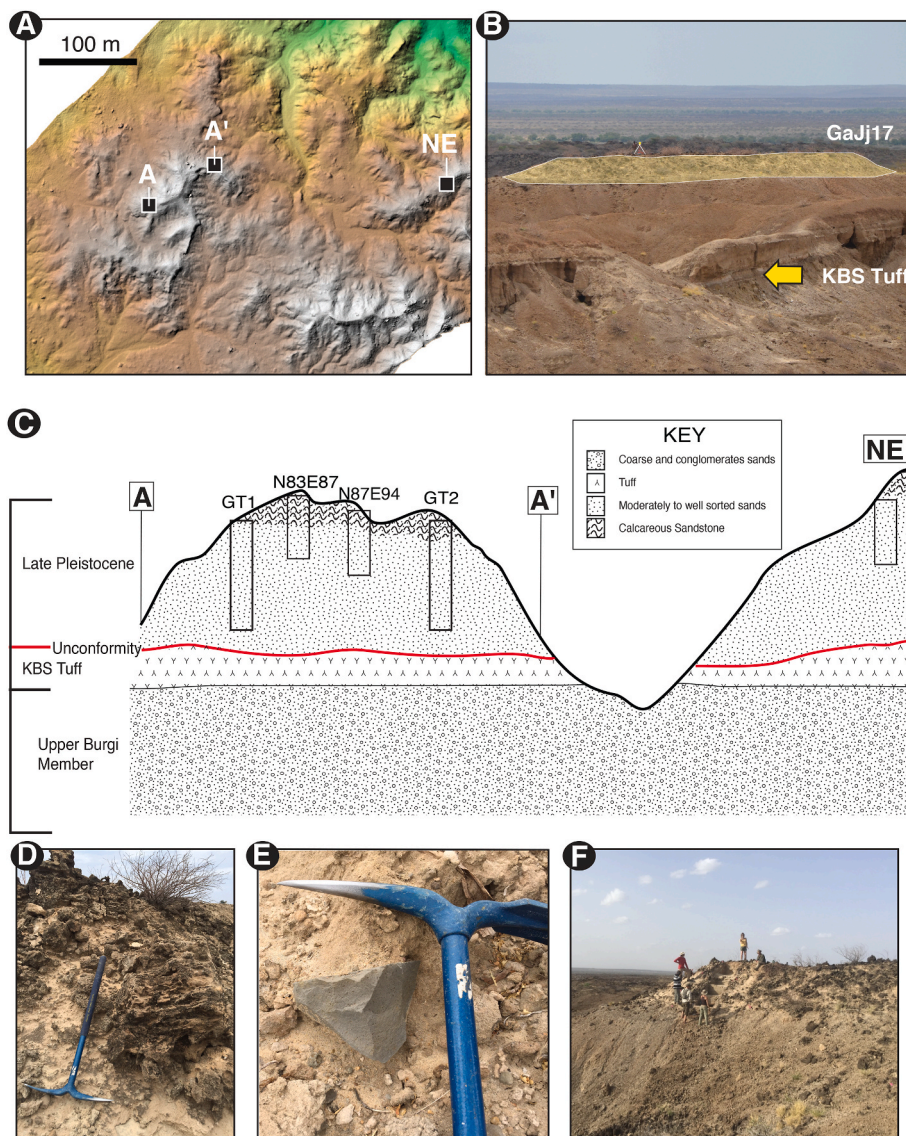 A
100 m
A'
A
NE
B
GaJj17
KBS Tuff
C
KEY
Coarse and conglomerates sands
Tuff
Moderately to well sorted sands
Calcareous Sandstone
NE
A
GT1
N83E87
N87E94
GT2
A'
Late Pleistocene
Unconformity
KBS Tuff
Upper Burgi
Member
D
E
F